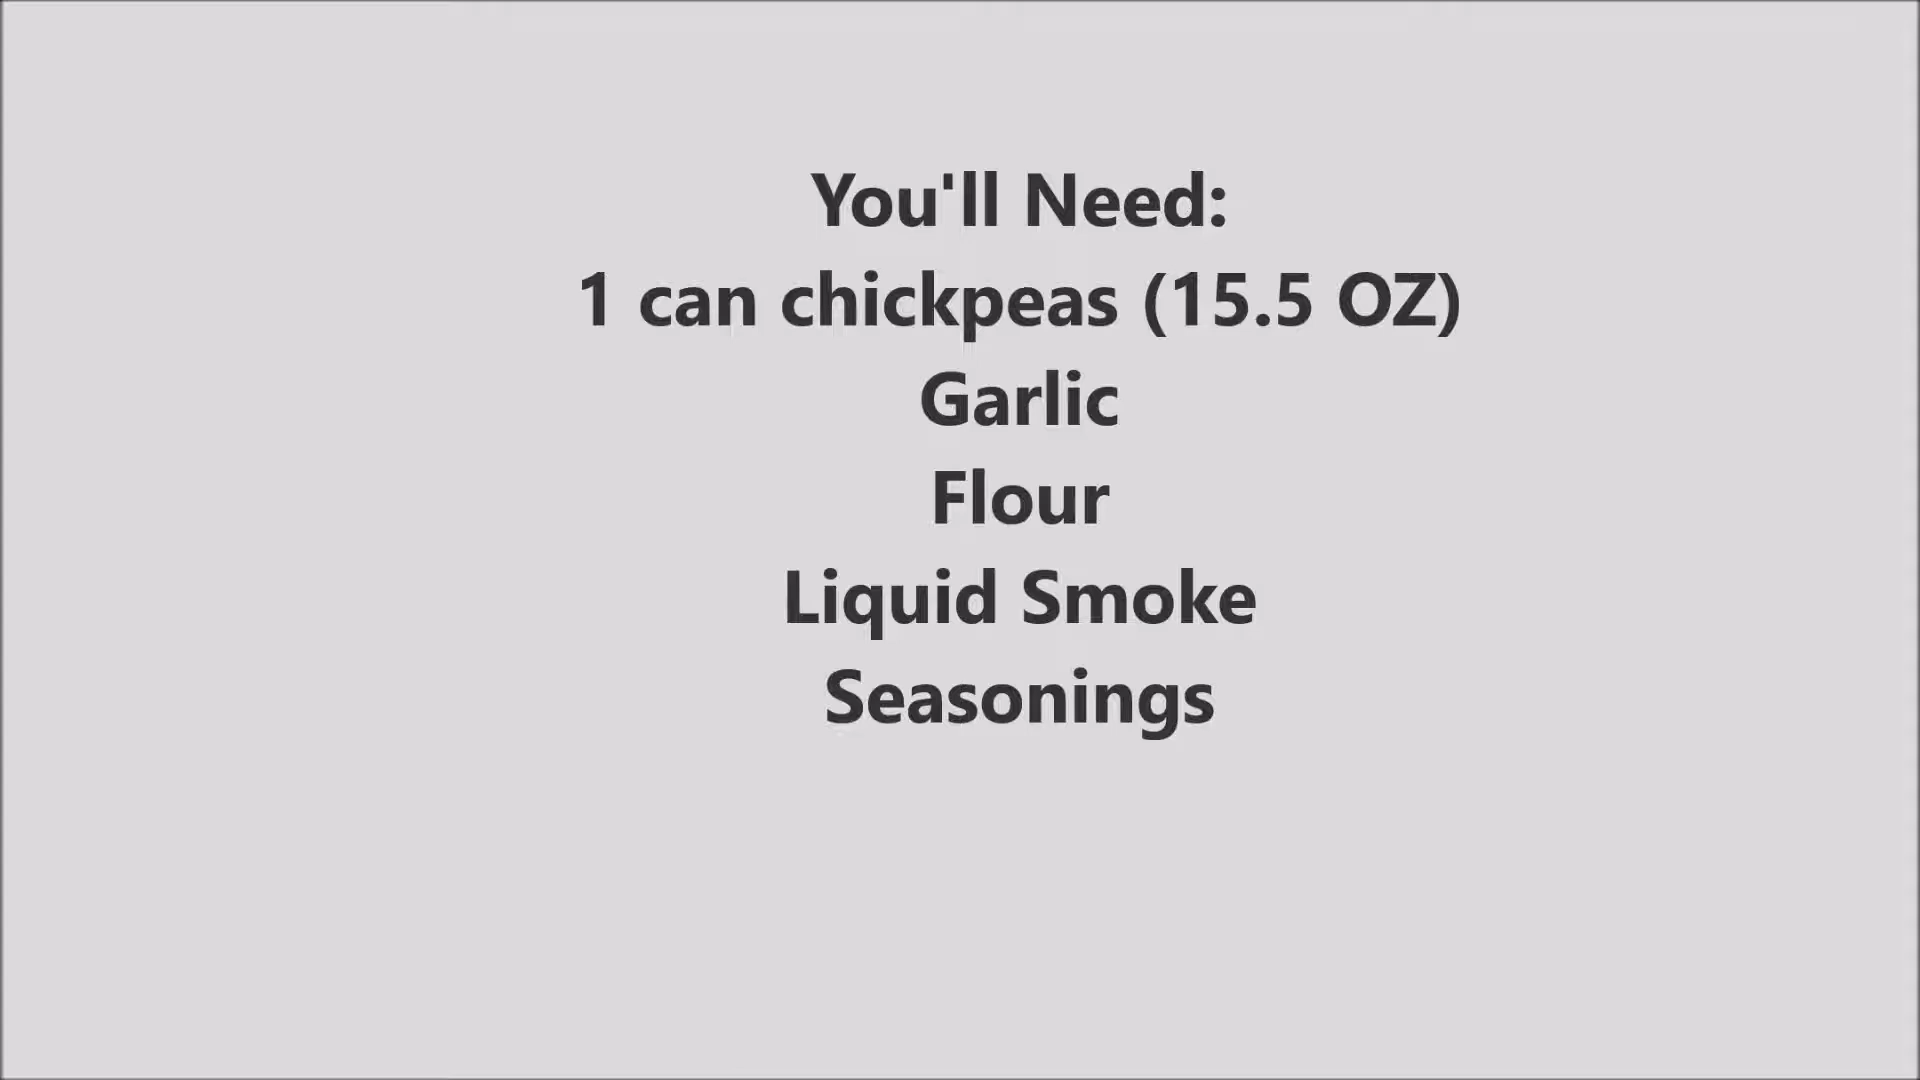 You'll Need:
1 can chickpeas (15.5 OZ)
Garlic
Flour
Liquid Smoke
Seasonings